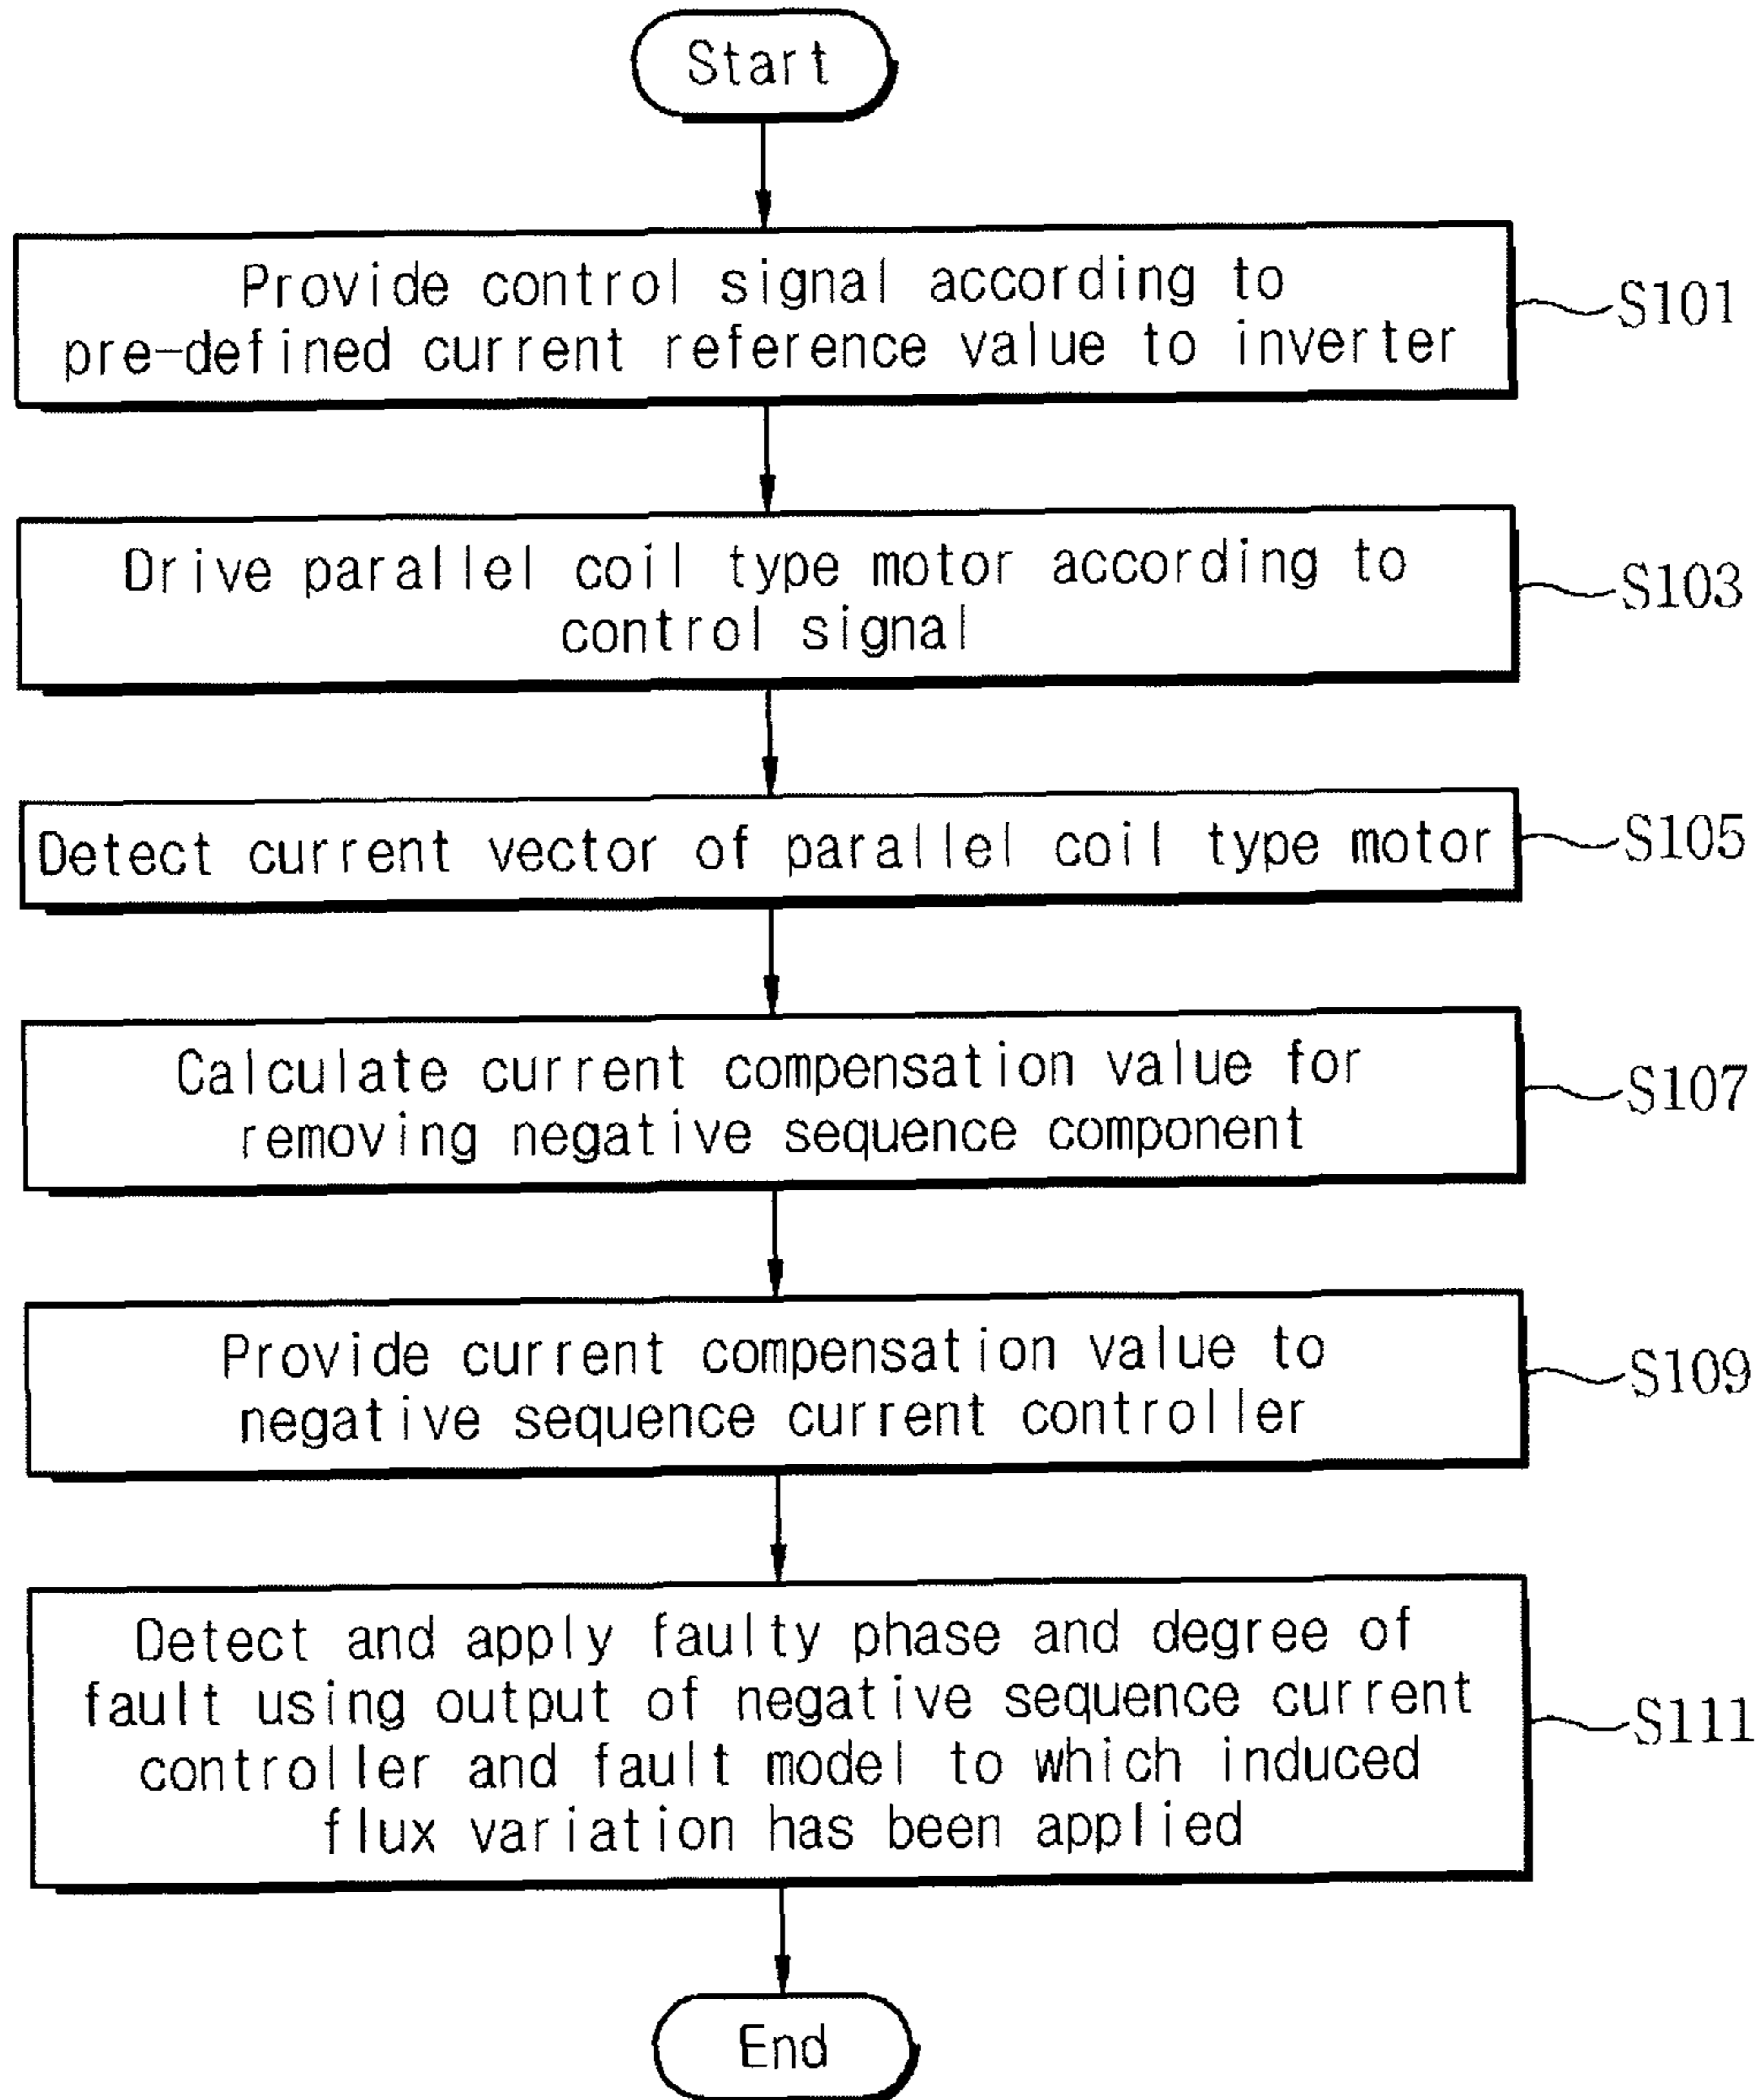 Start
Provide control signal according to
pre-defined current reference value to inverter
S101
Drive parallel coil type motor according to
control signal
S103
Detect current vector of parallel coil type motor
S105
Calculate current compensation value for
removing negative sequence component
S107
Provide current compensation value to
negative sequence current controller
S109
Detect and apply faulty phase and degree of
fault using output of negative sequence current
controller and fault model to which induced
flux variation has been applied
S111
End